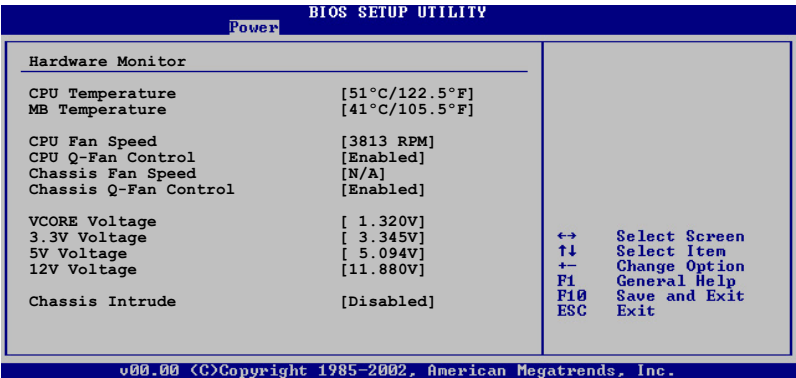 BIOS SETUP UTILITY
Power
Hardware Monitor
CPU Temperature [51°C/122.5°F]
MB Temperature [41°C/105.5°F]
CPU Fan Speed [3813 RPM]
CPU Q-Fan Control [Enabled]
Chassis Fan Speed [N/A]
Chassis Q-Fan Control [Enabled]
VCORE Voltage [ 1.320V]
3.3V Voltage [ 3.345V]
5V Voltage [ 5.094V]
12V Voltage [11.880V]
Chassis Intrude [Disabled]
←→ Select Screen
↑↓ Select Item
+- Change Option
F1 General Help
F10 Save and Exit
ESC Exit
v00.00 (C)Copyright 1985-2002, American Megatrends, Inc.